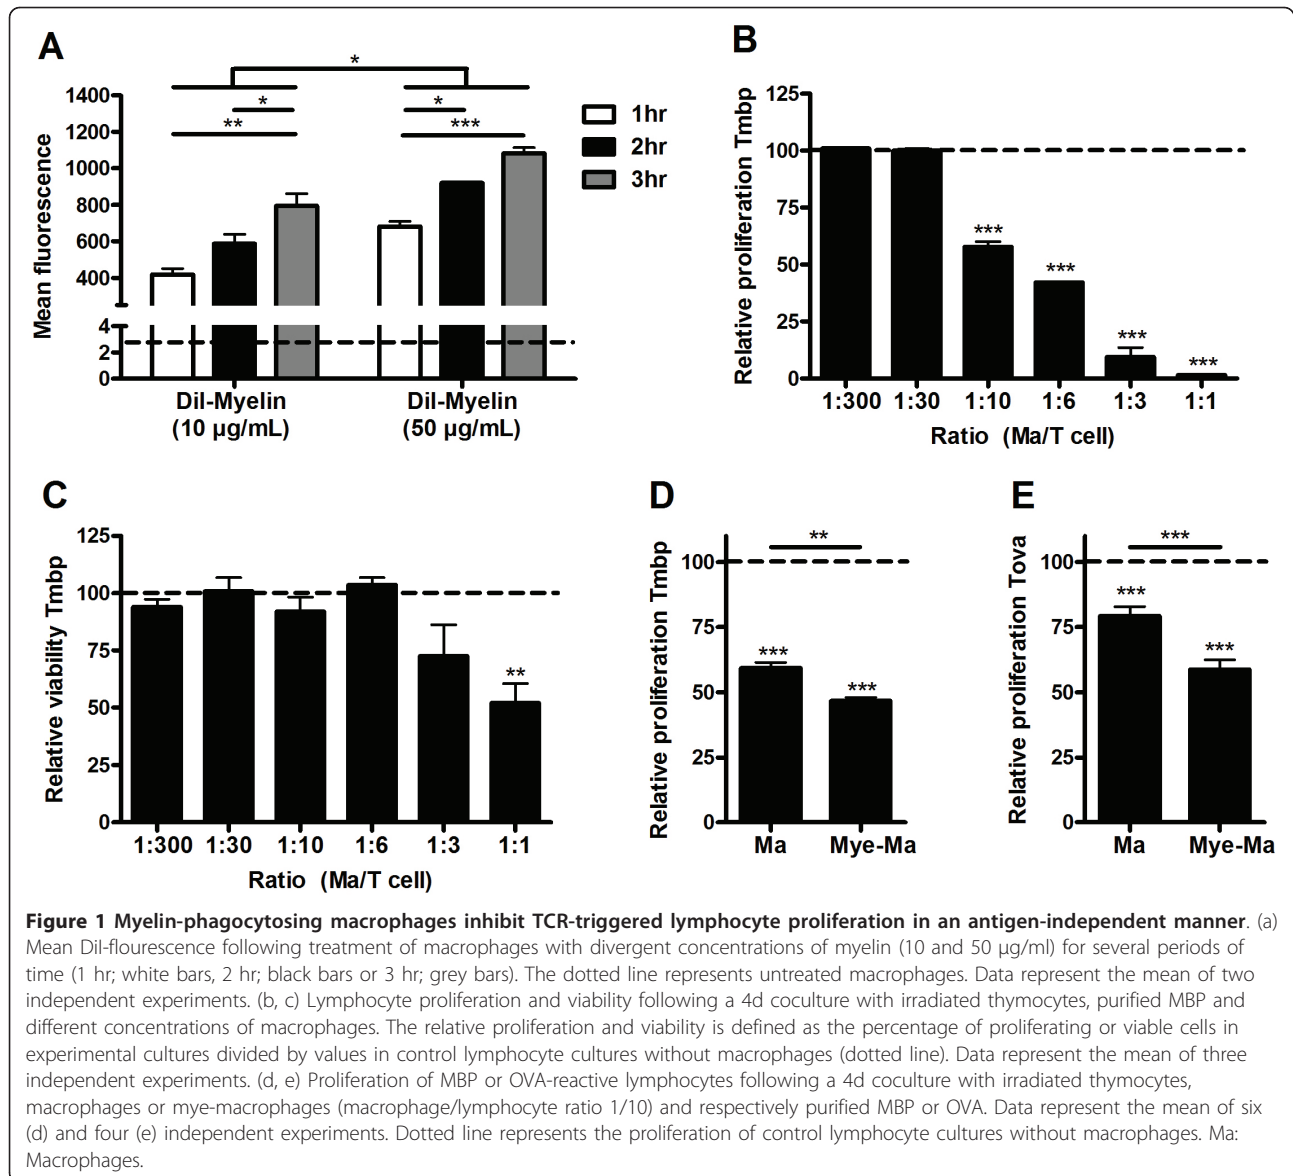 A
*
*
**
*
***
1400
1200
1000
800
600
400
4
2
0
Mean fluorescence
1hr
2hr
3hr
Dil-Myelin
(10 µg/mL)
Dil-Myelin
(50 µg/mL)
B
Relative proliferation Tmbp
125
100
75
50
25
0
***
***
***
***
1:300 1:30 1:10 1:6 1:3 1:1
Ratio (Ma/T cell)
C
Relative viability Tmbp
125
100
75
50
25
0
**
1:300 1:30 1:10 1:6 1:3 1:1
Ratio (Ma/T cell)
D
Relative proliferation Tmbp
100
75
50
25
0
**
***
***
Ma Mye-Ma
E
Relative proliferation Tova
100
75
50
25
0
***
***
***
Ma Mye-Ma
Figure 1 Myelin-phagocytosing macrophages inhibit TCR-triggered lymphocyte proliferation in an antigen-independent manner. (a)
Mean DiI-flourescence following treatment of macrophages with divergent concentrations of myelin (10 and 50 µg/ml) for several periods of
time (1 hr; white bars, 2 hr; black bars or 3 hr; grey bars). The dotted line represents untreated macrophages. Data represent the mean of two
independent experiments. (b, c) Lymphocyte proliferation and viability following a 4d coculture with irradiated thymocytes, purified MBP and
different concentrations of macrophages. The relative proliferation and viability is defined as the percentage of proliferating or viable cells in
experimental cultures divided by values in control lymphocyte cultures without macrophages (dotted line). Data represent the mean of three
independent experiments. (d, e) Proliferation of MBP or OVA-reactive lymphocytes following a 4d coculture with irradiated thymocytes,
macrophages or mye-macrophages (macrophage/lymphocyte ratio 1/10) and respectively purified MBP or OVA. Data represent the mean of six
(d) and four (e) independent experiments. Dotted line represents the proliferation of control lymphocyte cultures without macrophages. Ma:
Macrophages.